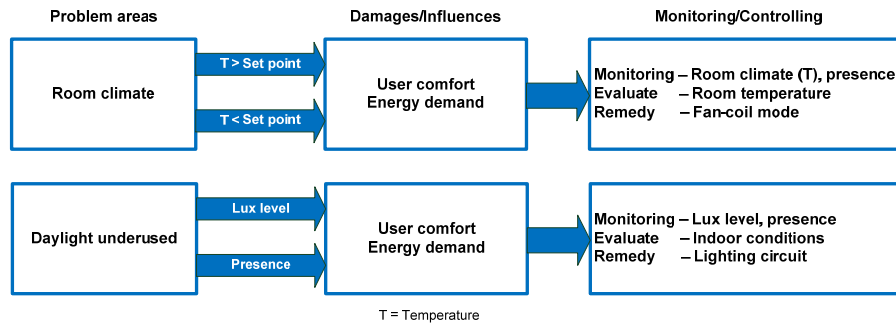 Problem areas
Damages/Influences
Monitoring/Controlling
Room climate
T > Set point
T < Set point
User comfort
Energy demand
Monitoring – Room climate (T), presence
Evaluate – Room temperature
Remedy – Fan-coil mode
Daylight underused
Lux level
Presence
User comfort
Energy demand
Monitoring – Lux level, presence
Evaluate – Indoor conditions
Remedy – Lighting circuit
T = Temperature